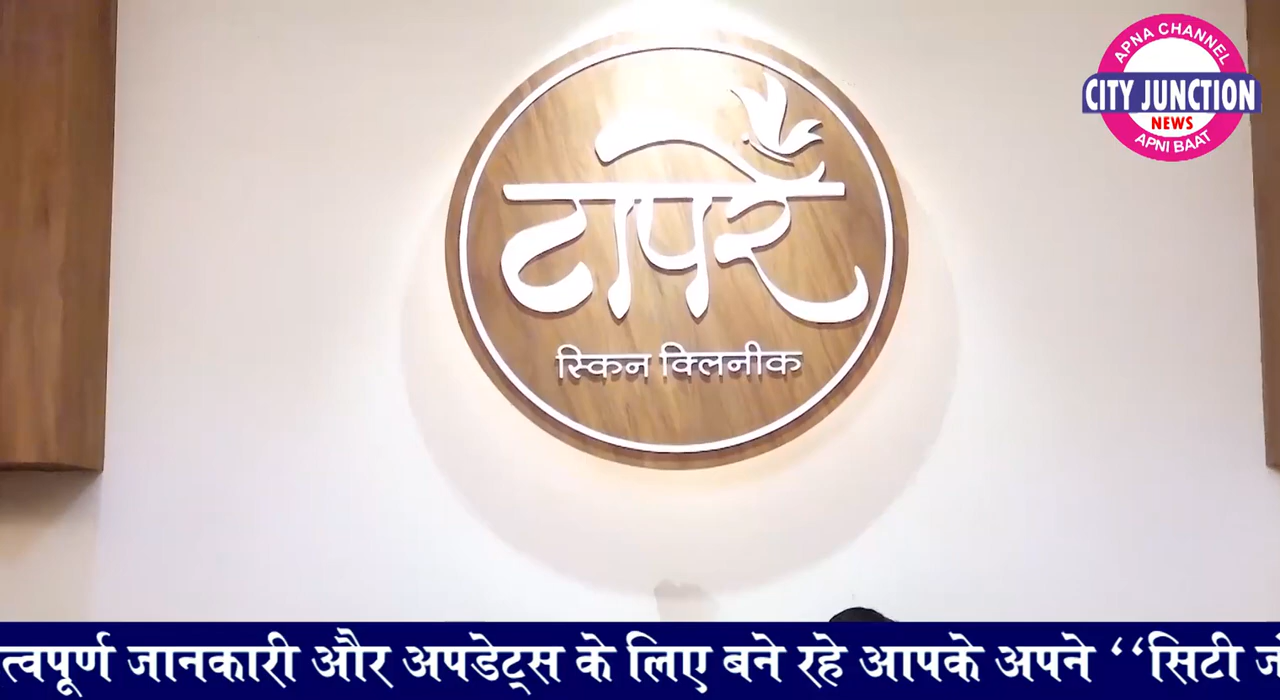 APNA CHANNEL
CITY JUNCTION
NEWS
APNI BAAT
टापरे
स्किन क्लिनीक
त्वपूर्ण जानकारी और अपडेट्स के लिए बने रहे आपके अपने ‘‘सिटी